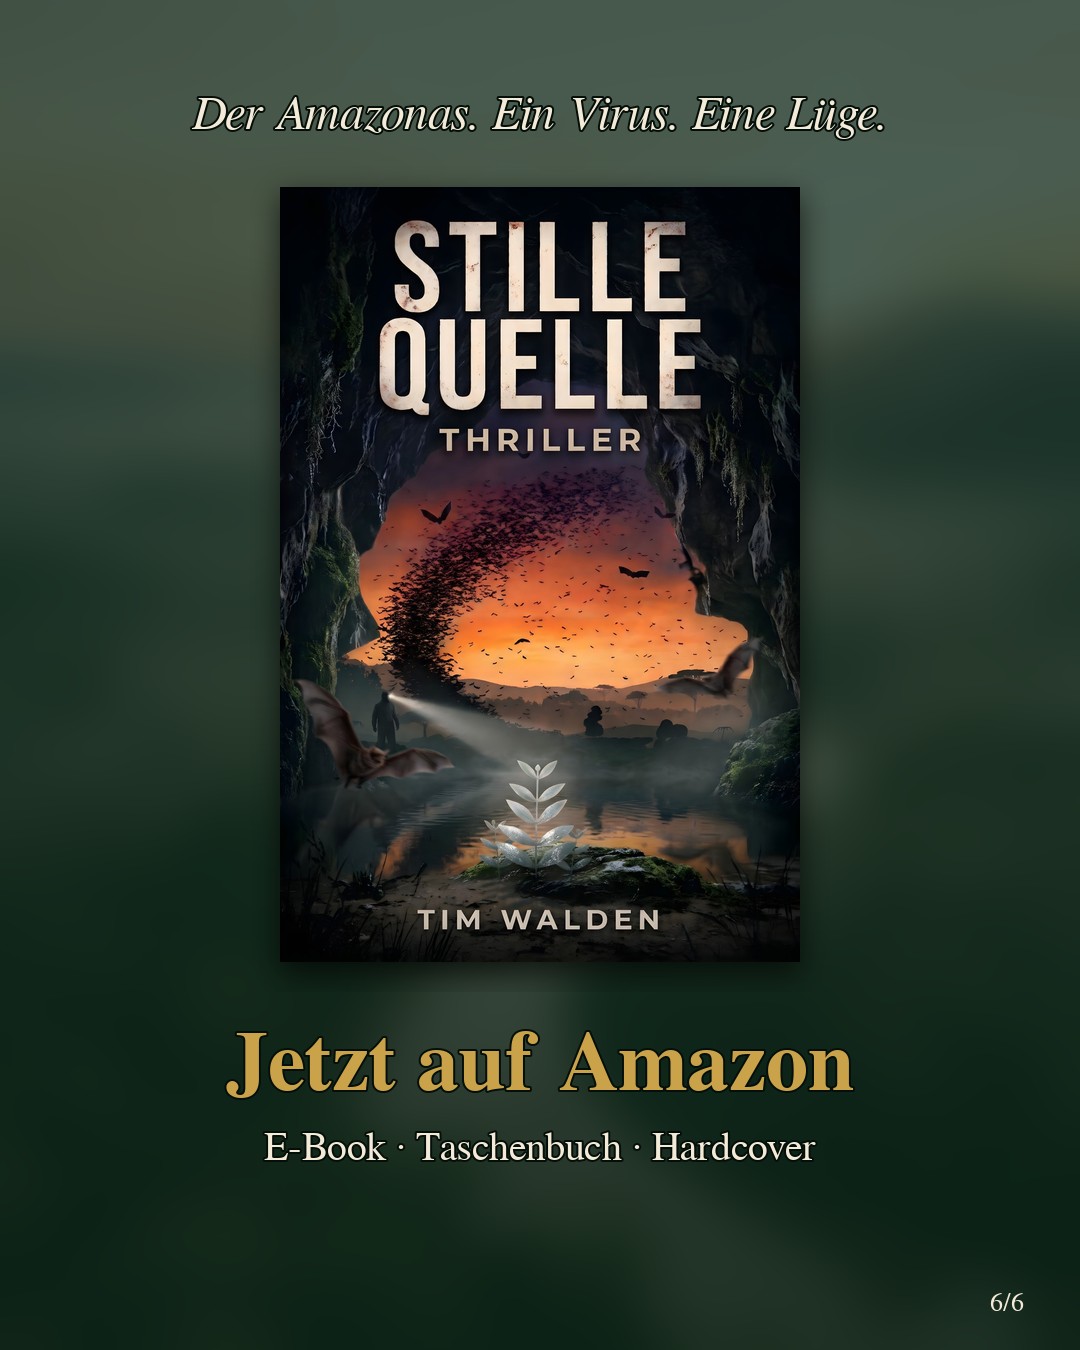 Der Amazonas. Ein Virus. Eine Lüge.
STILLE
QUELLE
THRILLER
TIM WALDEN
Jetzt auf Amazon
E-Book · Taschenbuch · Hardcover
6/6